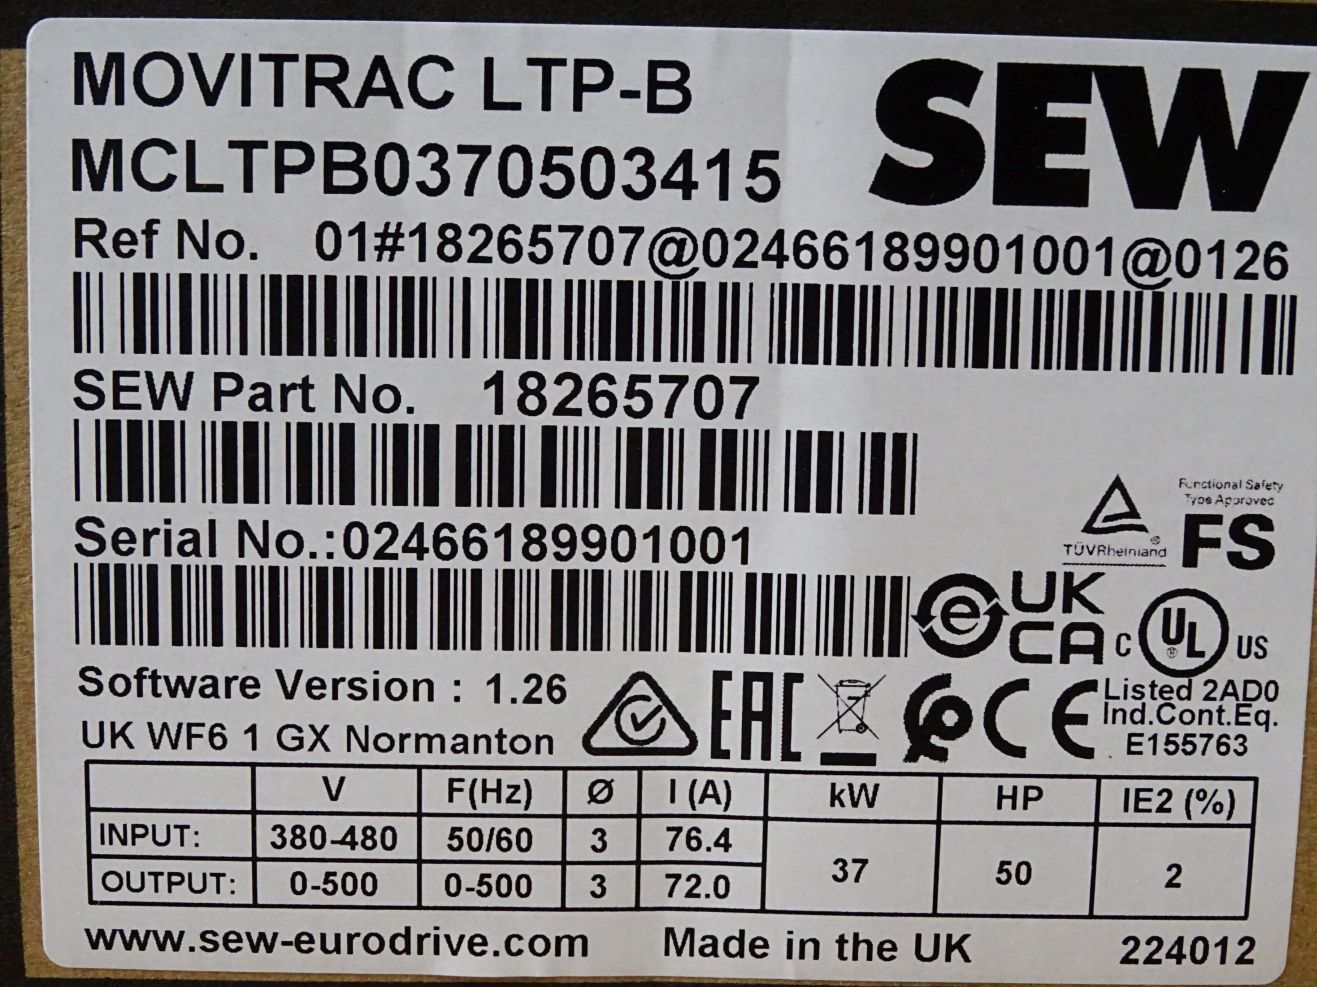 MOVITRAC LTP-B
SEW
MCLTPB0370503415
Ref No. 01#18265707@02466189901001@0126
SEW Part No. 18265707
Serial No.:02466189901001
TÜVRheinland®
Functional Safety
Type Approved
FS
e
UK
CA
C UL® US
Software Version : 1.26
UK WF6 1 GX Normanton
EAC
CE
Listed 2AD0
Ind.Cont.Eq.
E155763
V F(Hz) Ø I (A) kW HP IE2 (%)
INPUT: 380-480 50/60 3 76.4
37 50 2
OUTPUT: 0-500 0-500 3 72.0
www.sew-eurodrive.com Made in the UK 224012